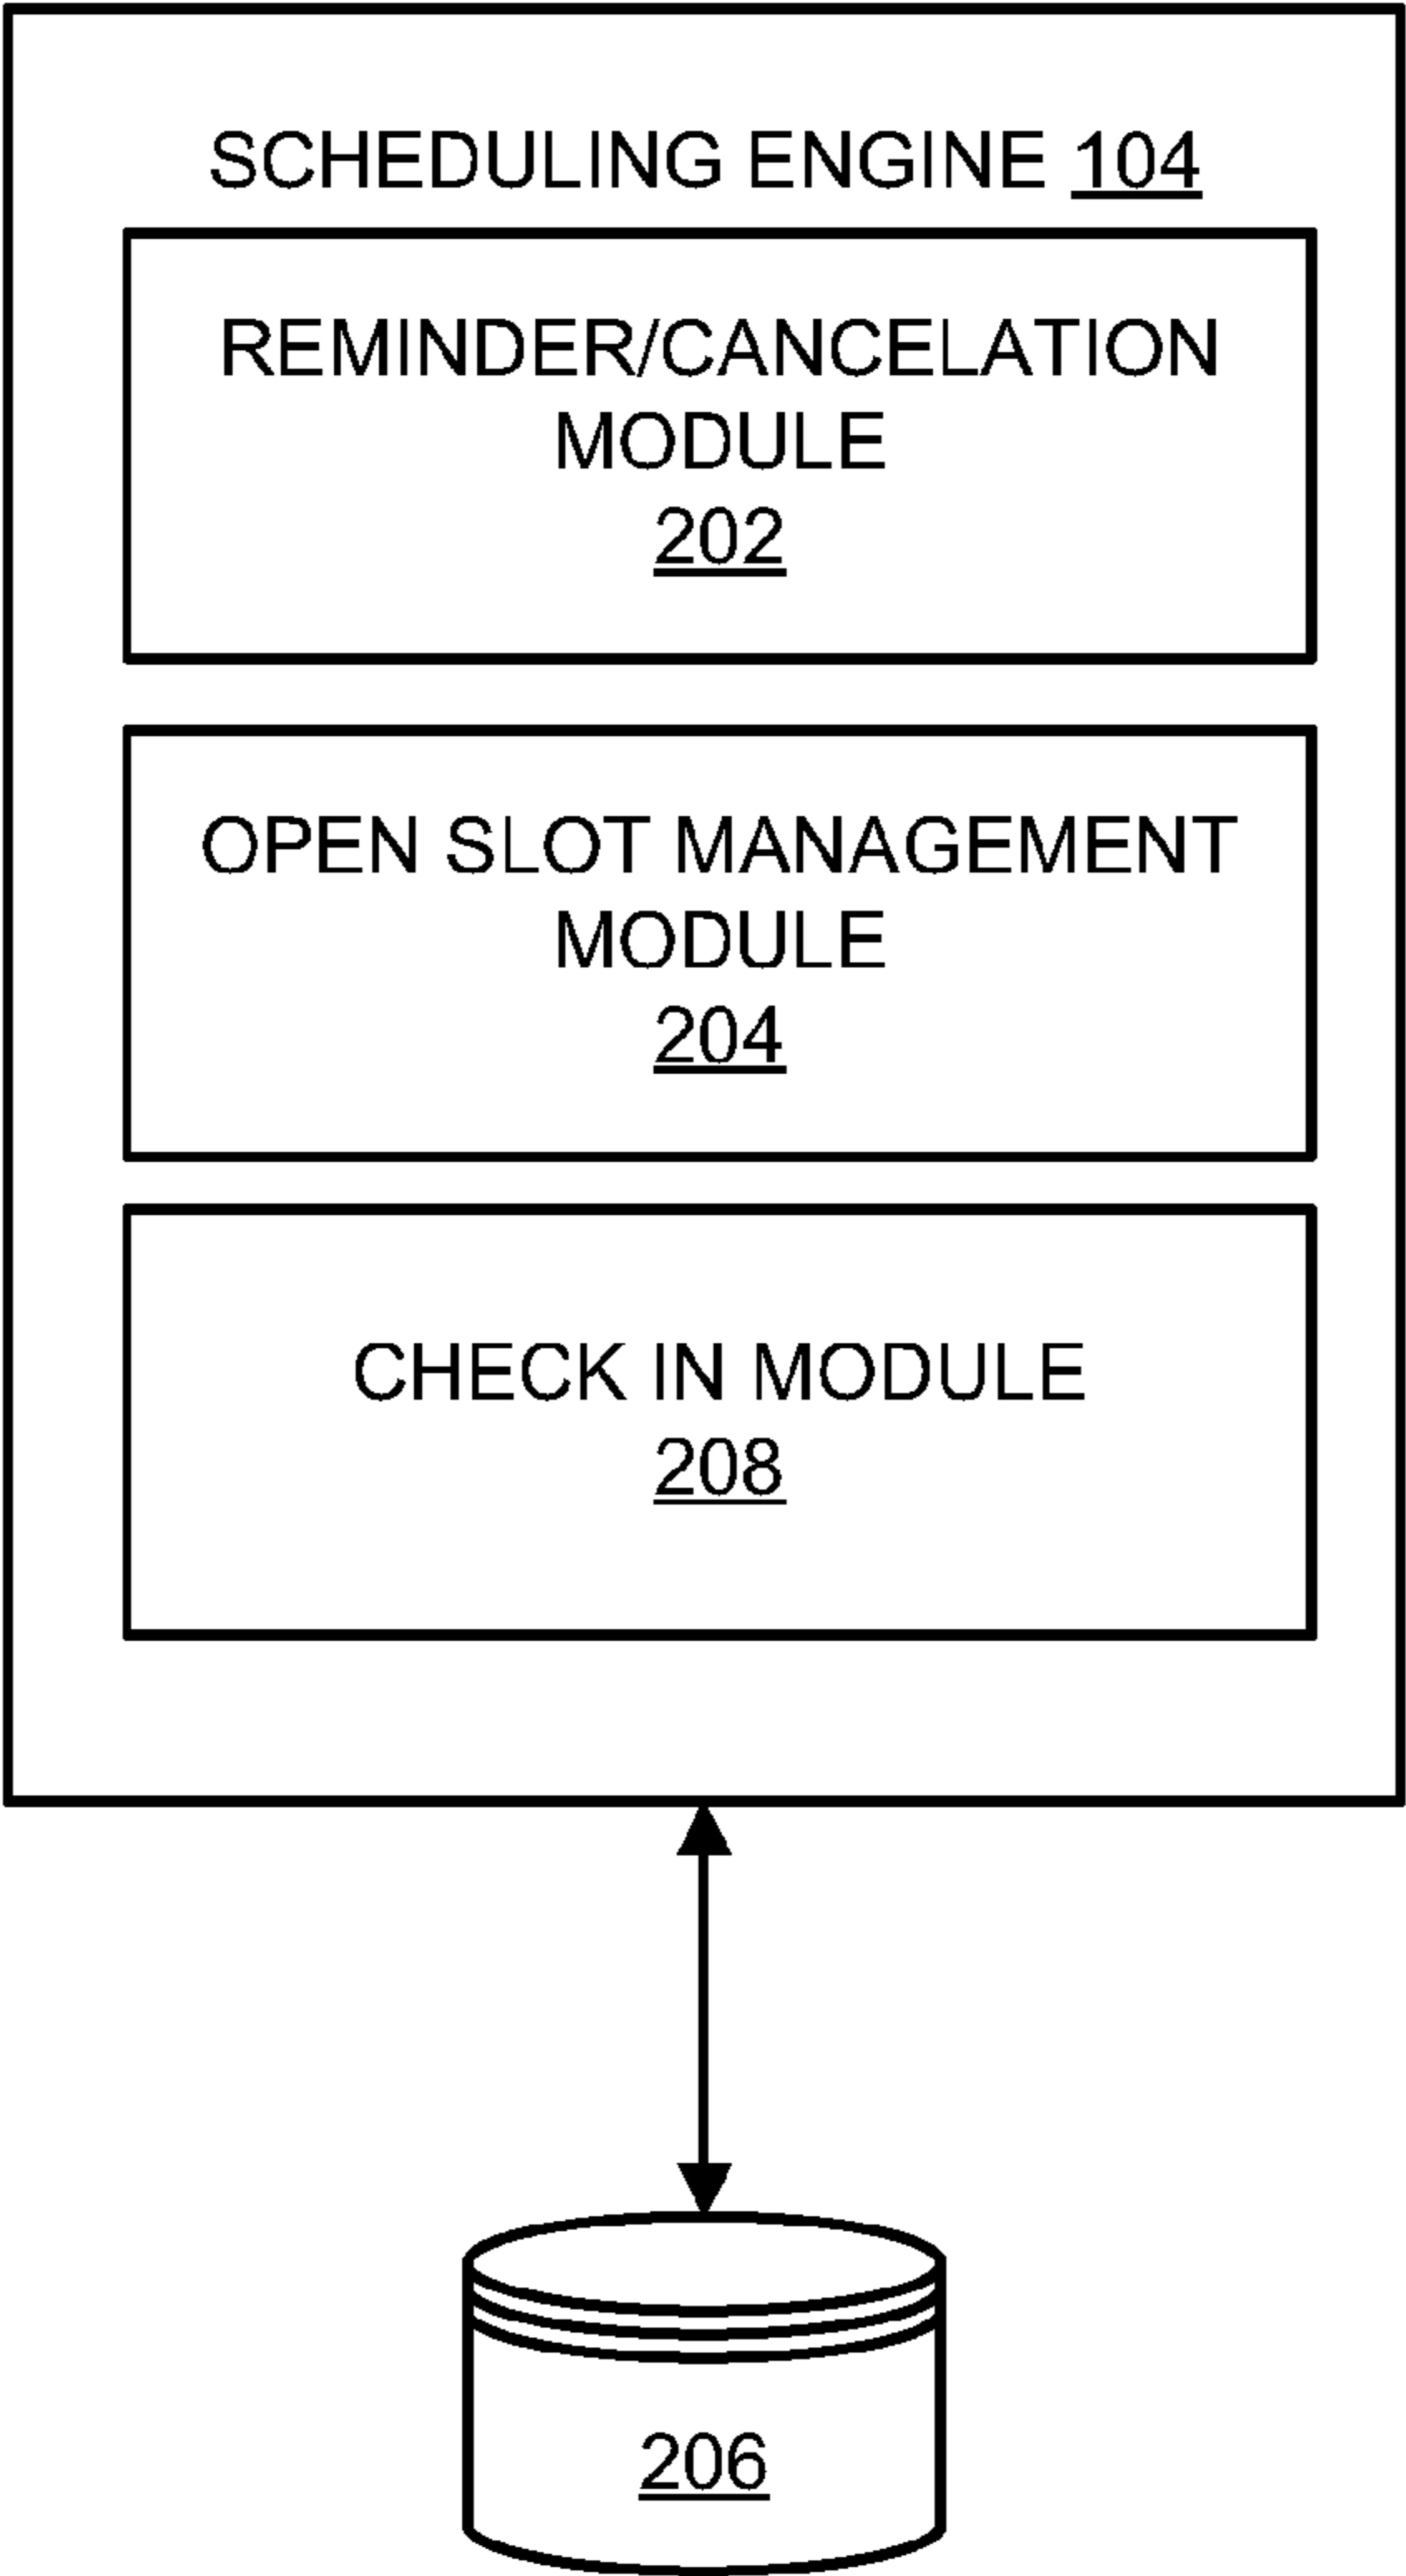 SCHEDULING ENGINE 104
REMINDER/CANCELATION
MODULE
202
OPEN SLOT MANAGEMENT
MODULE
204
CHECK IN MODULE
208
206